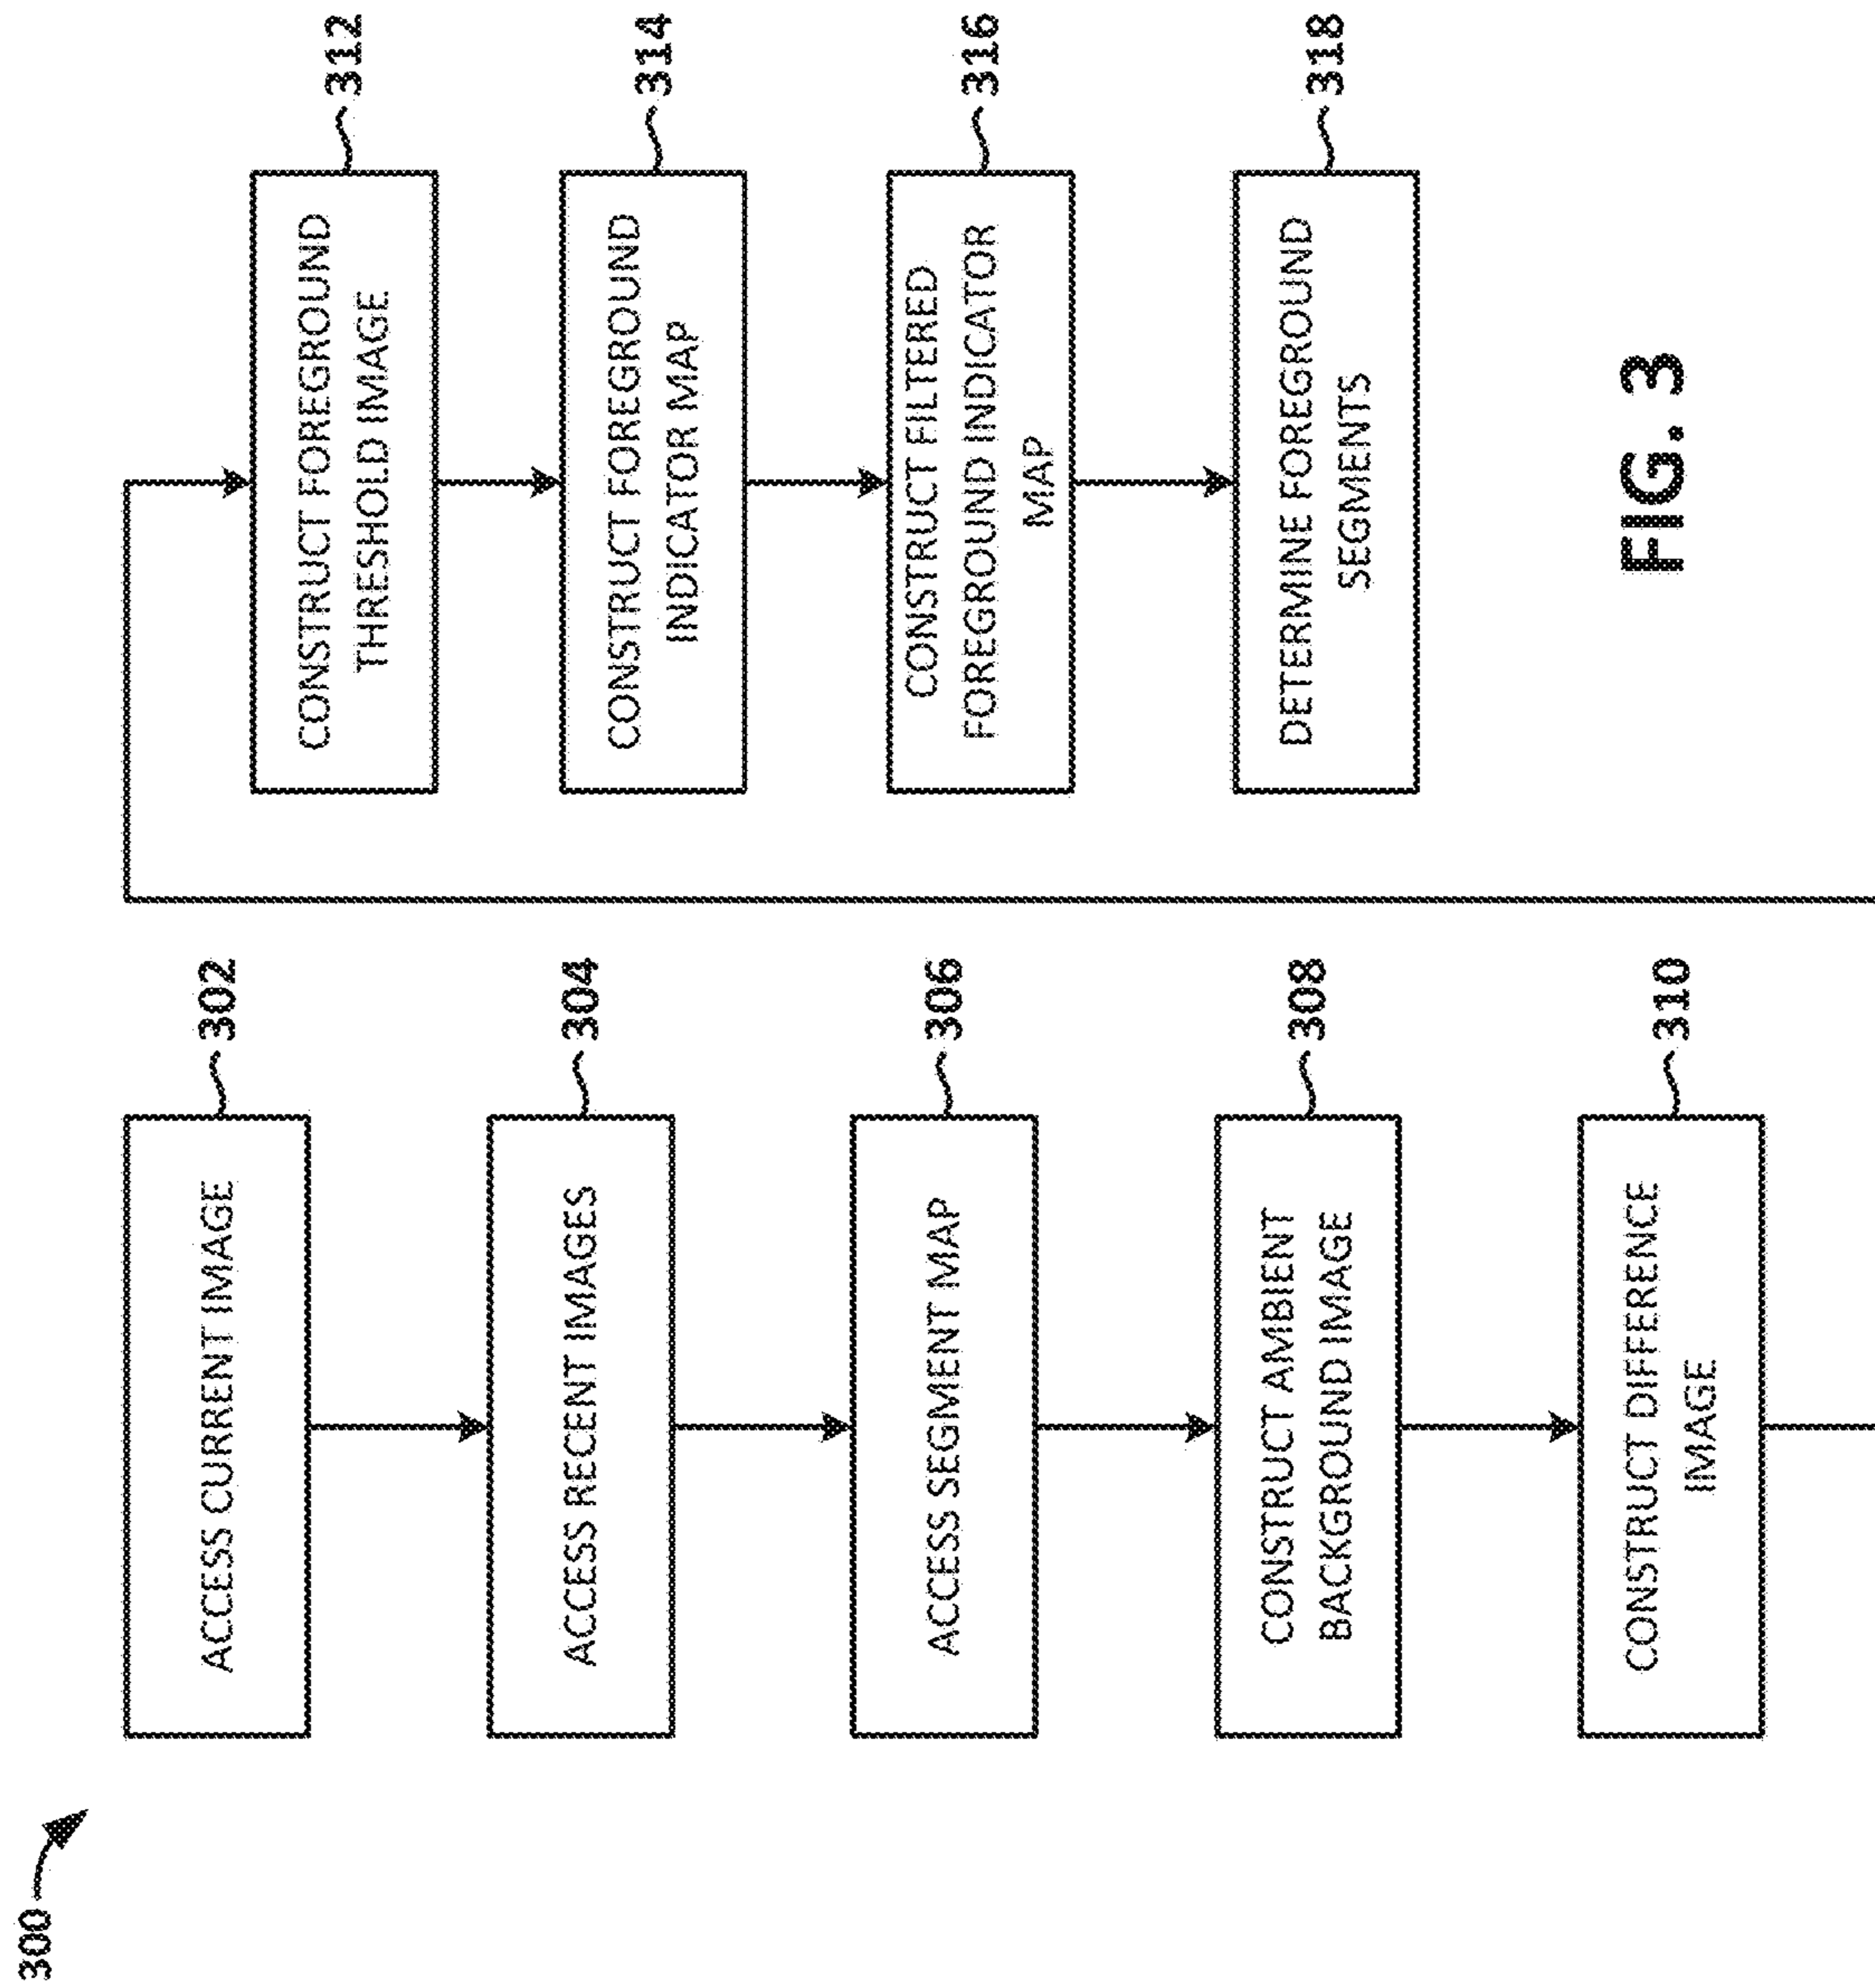 300
ACCESS CURRENT IMAGE
302
ACCESS RECENT IMAGES
304
ACCESS SEGMENT MAP
306
CONSTRUCT AMBIENT
BACKGROUND IMAGE
308
CONSTRUCT DIFFERENCE
IMAGE
310
CONSTRUCT FOREGROUND
THRESHOLD IMAGE
312
CONSTRUCT FOREGROUND
INDICATOR MAP
314
CONSTRUCT FILTERED
FOREGROUND INDICATOR
MAP
316
DETERMINE FOREGROUND
SEGMENTS
318
FIG. 3